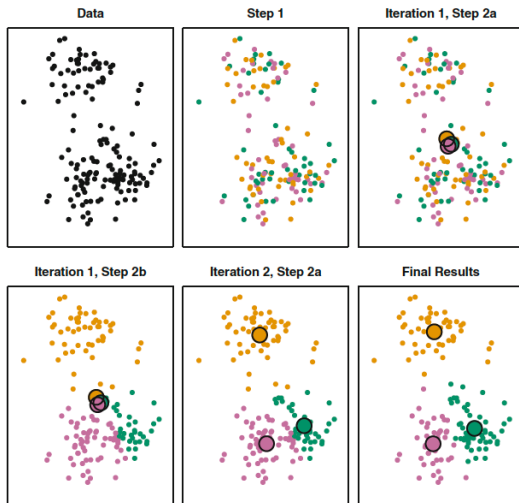 Data
Step 1
Iteration 1, Step 2a
Iteration 1, Step 2b
Iteration 2, Step 2a
Final Results